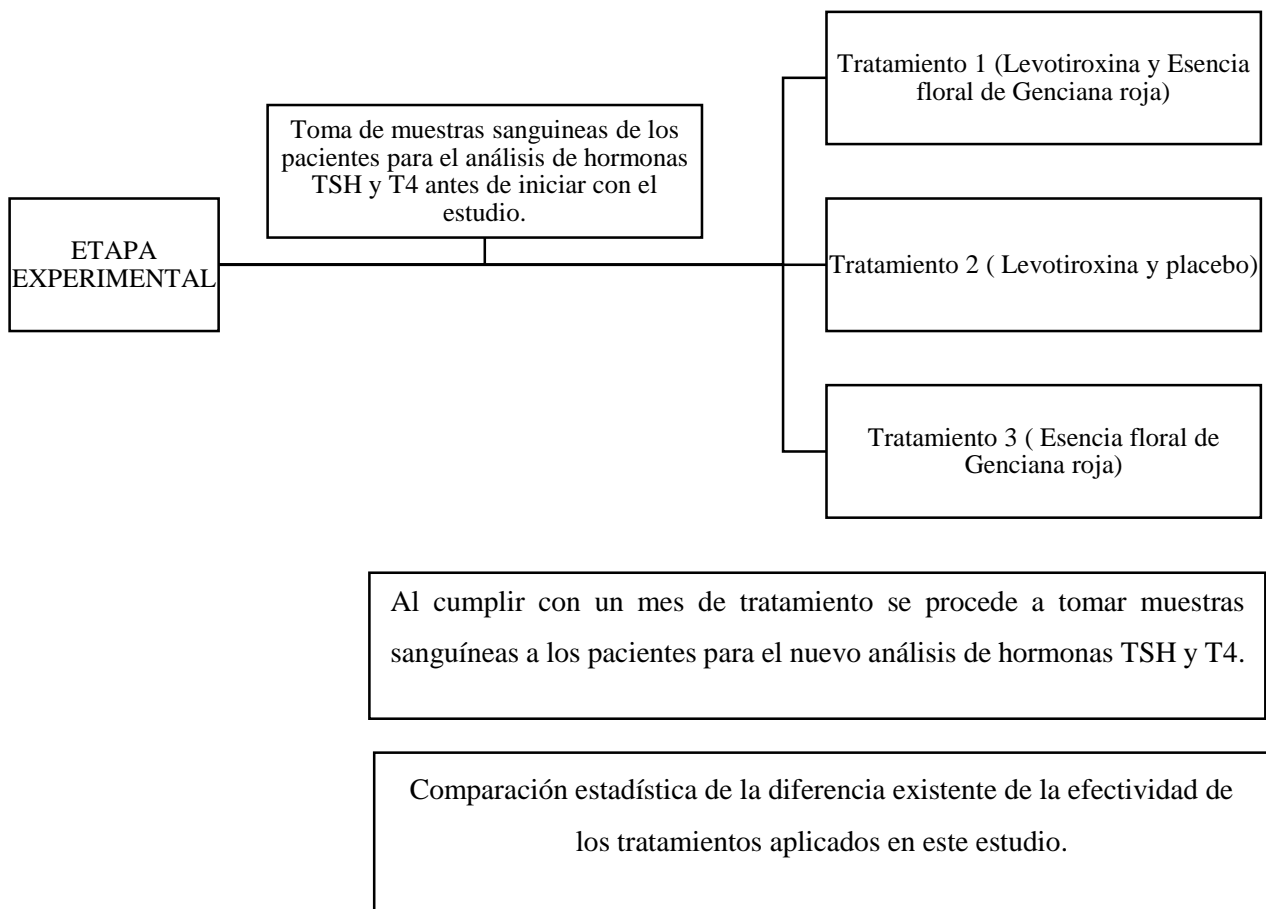 ETAPA
EXPERIMENTAL
Toma de muestras sanguineas de los
pacientes para el análisis de hormonas
TSH y T4 antes de iniciar con el
estudio.
Tratamiento 1 (Levotiroxina y Esencia
floral de Genciana roja)
Tratamiento 2 ( Levotiroxina y placebo)
Tratamiento 3 ( Esencia floral de
Genciana roja)
Al cumplir con un mes de tratamiento se procede a tomar muestras
sanguíneas a los pacientes para el nuevo análisis de hormonas TSH y T4.
Comparación estadística de la diferencia existente de la efectividad de
los tratamientos aplicados en este estudio.